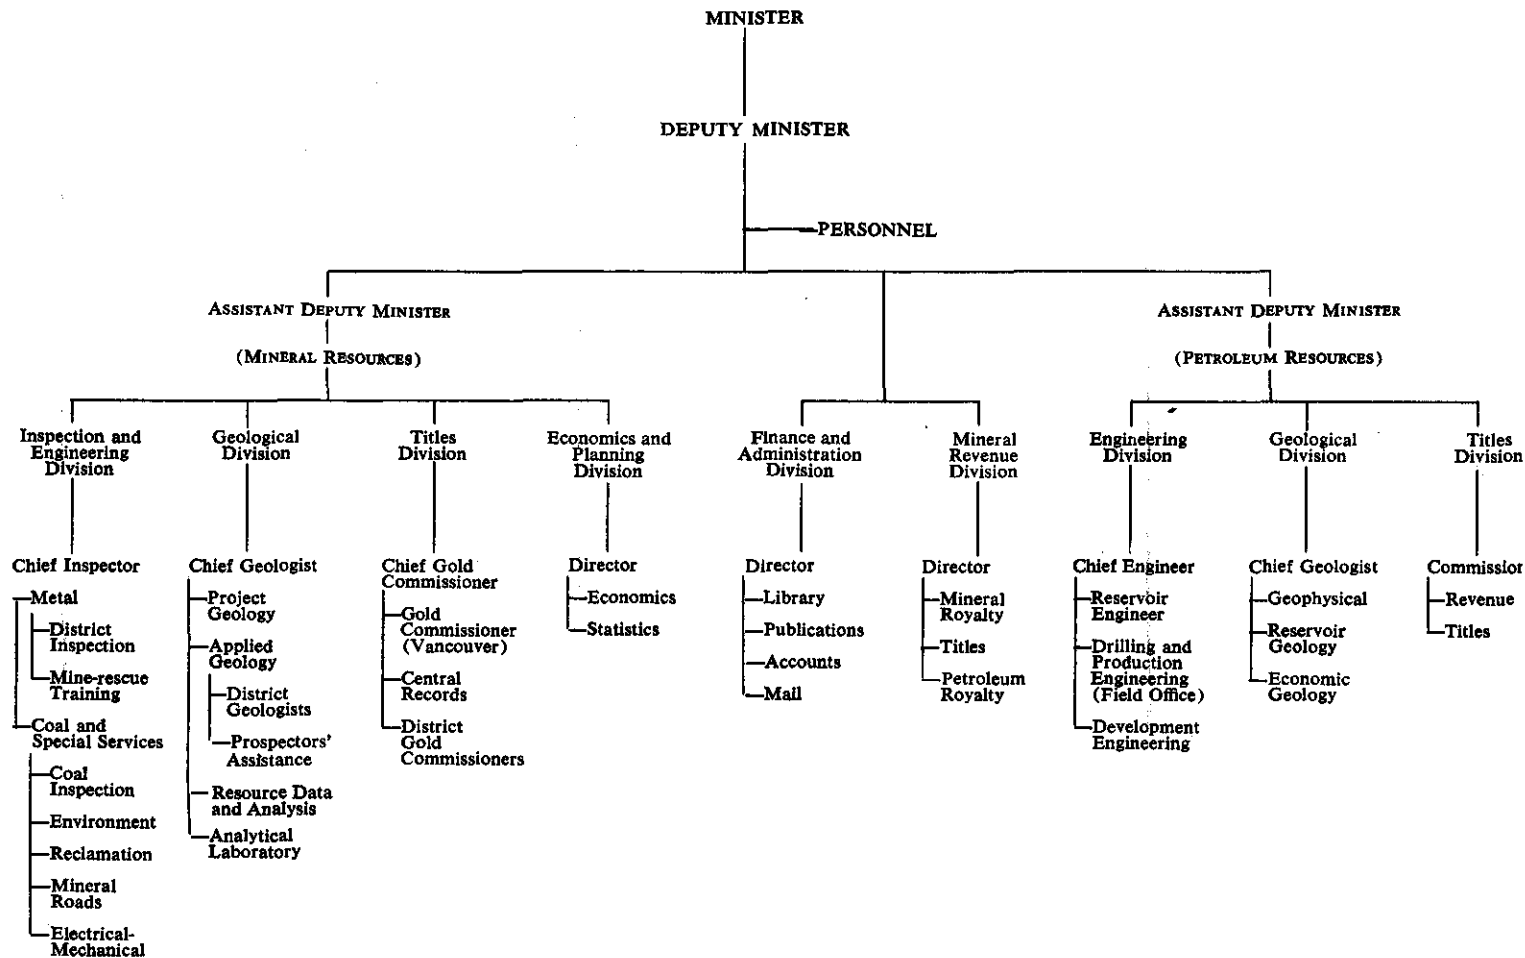 MINISTER
DEPUTY MINISTER
PERSONNEL
ASSISTANT DEPUTY MINISTER
(MINERAL RESOURCES)
ASSISTANT DEPUTY MINISTER
(PETROLEUM RESOURCES)
Inspection and
Engineering
Division
Geological
Division
Titles
Division
Economics and
Planning
Division
Finance and
Administration
Division
Mineral
Revenue
Division
Engineering
Division
Geological
Division
Titles
Division
Chief Inspector
Metal
District
Inspection
Mine-rescue
Training
Coal and
Special Services
Coal
Inspection
Environment
Reclamation
Mineral
Roads
Electrical-
Mechanical
Chief Geologist
Project
Geology
Applied
Geology
District
Geologists
Prospectors'
Assistance
Resource Data
and Analysis
Analytical
Laboratory
Chief Gold
Commissioner
Gold
Commissioner
(Vancouver)
Central
Records
District
Gold
Commissioners
Director
Economics
Statistics
Director
Library
Publications
Accounts
Mail
Director
Mineral
Royalty
Titles
Petroleum
Royalty
Chief Engineer
Reservoir
Engineer
Drilling and
Production
Engineering
(Field Office)
Development
Engineering
Chief Geologist
Geophysical
Reservoir
Geology
Economic
Geology
Commission
Revenue
Titles